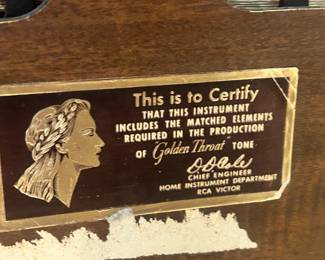 This is to Certify
THAT THIS INSTRUMENT
INCLUDES THE MATCHED ELEMENTS
REQUIRED IN THE PRODUCTION
OF "Golden Throat" TONE
D.D. Cole
CHIEF ENGINEER
HOME INSTRUMENT DEPARTMENT
RCA VICTOR